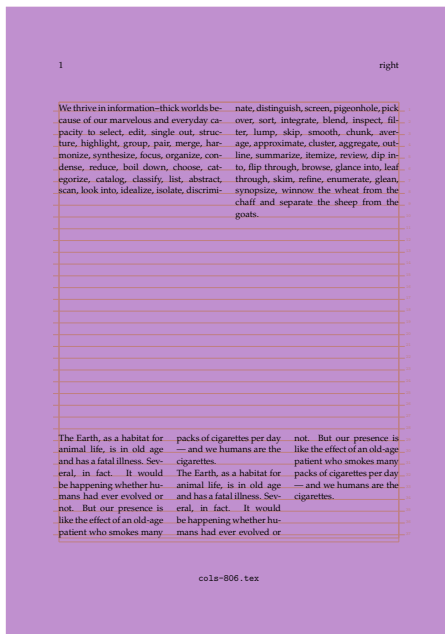 1 right
We thrive in information–thick worlds be-
cause of our marvelous and everyday ca-
pacity to select, edit, single out, struc-
ture, highlight, group, pair, merge, har-
monize, synthesize, focus, organize, con-
dense, reduce, boil down, choose, cat-
egorize, catalog, classify, list, abstract,
scan, look into, idealize, isolate, discrimi-
nate, distinguish, screen, pigeonhole, pick
over, sort, integrate, blend, inspect, fil-
ter, lump, skip, smooth, chunk, aver-
age, approximate, cluster, aggregate, out-
line, summarize, itemize, review, dip in-
to, flip through, browse, glance into, leaf
through, skim, refine, enumerate, glean,
synopsize, winnow the wheat from the
chaff and separate the sheep from the
goats.
The Earth, as a habitat for
animal life, is in old age
and has a fatal illness. Sev-
eral, in fact. It would
be happening whether hu-
mans had ever evolved or
not. But our presence is
like the effect of an old-age
patient who smokes many
packs of cigarettes per day
— and we humans are the
cigarettes.
The Earth, as a habitat for
animal life, is in old age
and has a fatal illness. Sev-
eral, in fact. It would
be happening whether hu-
mans had ever evolved or
not. But our presence is
like the effect of an old-age
patient who smokes many
packs of cigarettes per day
— and we humans are the
cigarettes.
cols-806.tex